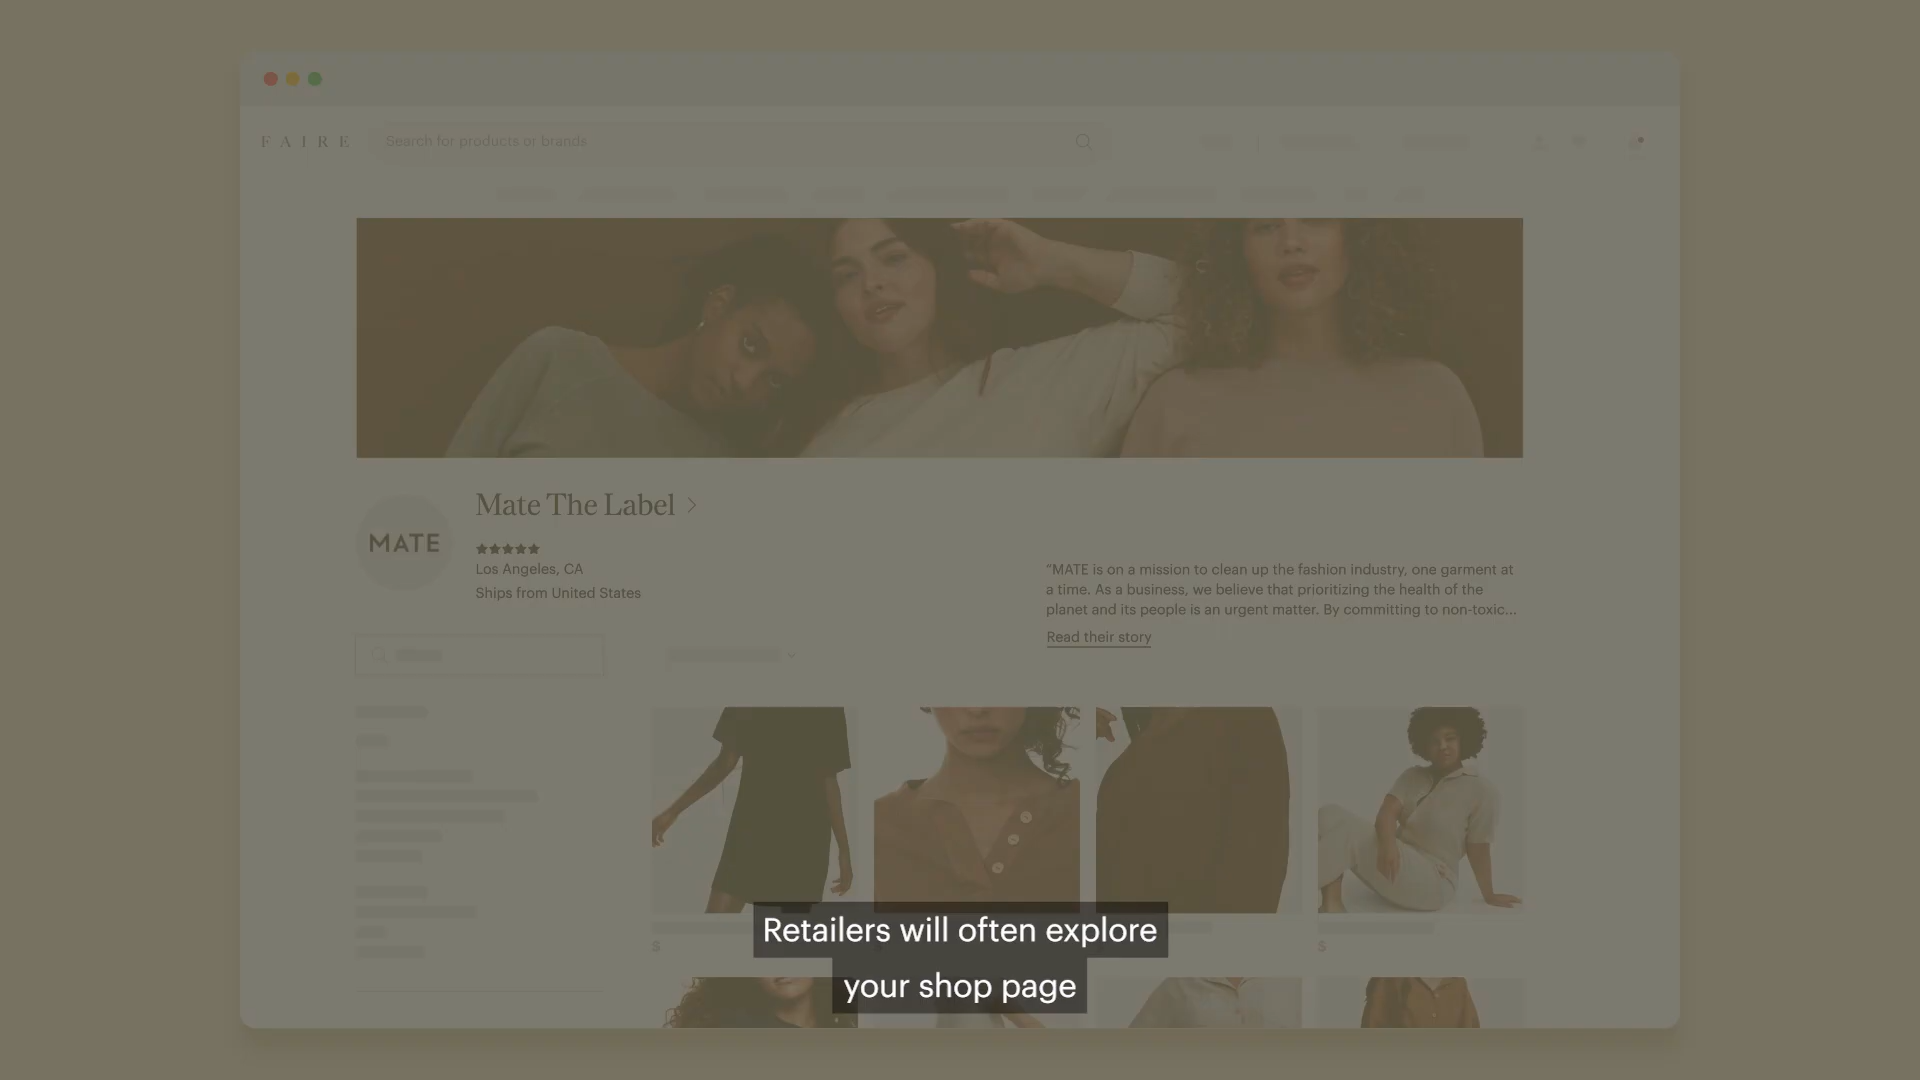 FAIRE
Search for products or brands
Mate The Label
MATE
Los Angeles, CA
Ships from United States
“MATE is on a mission to clean up the fashion industry, one garment at
a time. As a business, we believe that prioritizing the health of the
planet and its people is an urgent matter. By committing to non-toxic...
Read their story
$
$
Retailers will often explore
your shop page